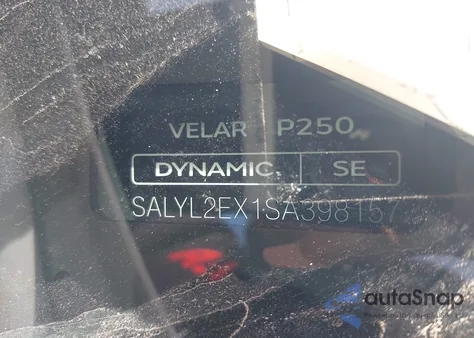 VELAR P250
DYNAMIC SE
SALYL2EX1SA398157
autoSnap